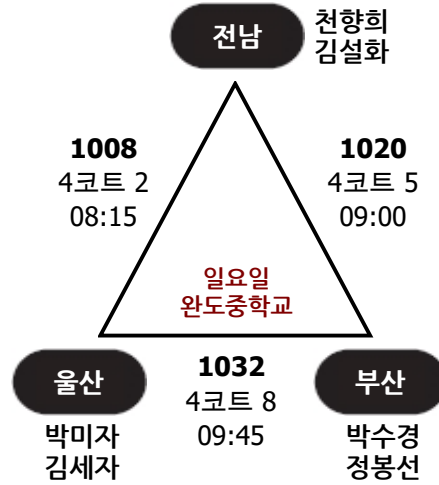 전남
천향희
김설화
1008
4코트 2
08:15
1020
4코트 5
09:00
일요일
완도중학교
울산
박미자
김세자
1032
4코트 8
09:45
부산
박수경
정봉선